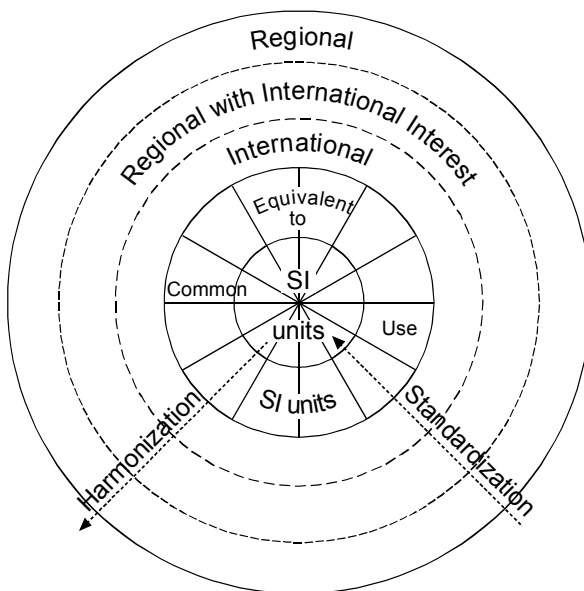 Regional
Regional with International Interest
International
Equivalent
to
SI
Common
units
Use
SI units
Harmonization
Standardization